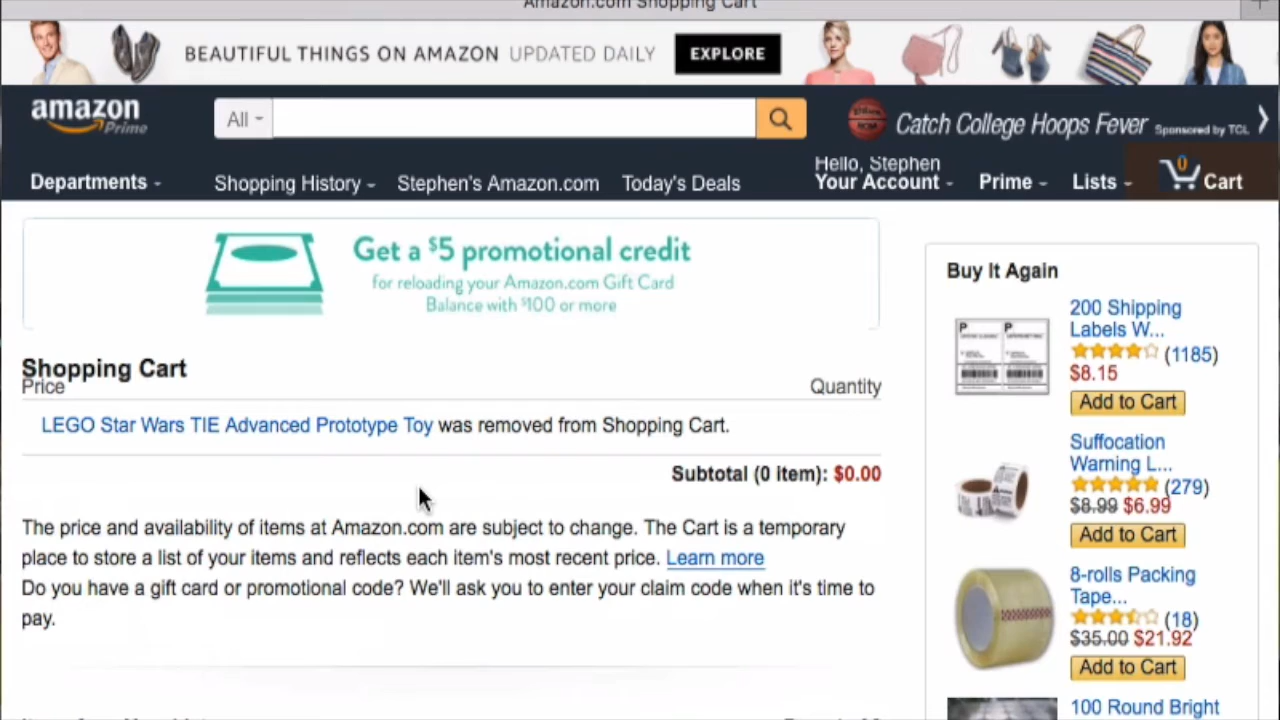 Amazon.com Shopping Cart
BEAUTIFUL THINGS ON AMAZON UPDATED DAILY EXPLORE
amazon
Prime
All
Catch College Hoops Fever Sponsored by TCL
Departments
Shopping History
Stephen's Amazon.com
Today's Deals
Hello, Stephen
Your Account
Prime
Lists
0
Cart
Get a $5 promotional credit
for reloading your Amazon.com Gift Card
Balance with $100 or more
Shopping Cart
Price Quantity
LEGO Star Wars TIE Advanced Prototype Toy was removed from Shopping Cart.
Subtotal (0 item): $0.00
The price and availability of items at Amazon.com are subject to change. The Cart is a temporary
place to store a list of your items and reflects each item's most recent price. Learn more
Do you have a gift card or promotional code? We'll ask you to enter your claim code when it's time to
pay.
Buy It Again
200 Shipping
Labels W...
(1185)
$8.15
Add to Cart
Suffocation
Warning L...
(279)
$8.99 $6.99
Add to Cart
8-rolls Packing
Tape...
(18)
$35.00 $21.92
Add to Cart
100 Round Bright